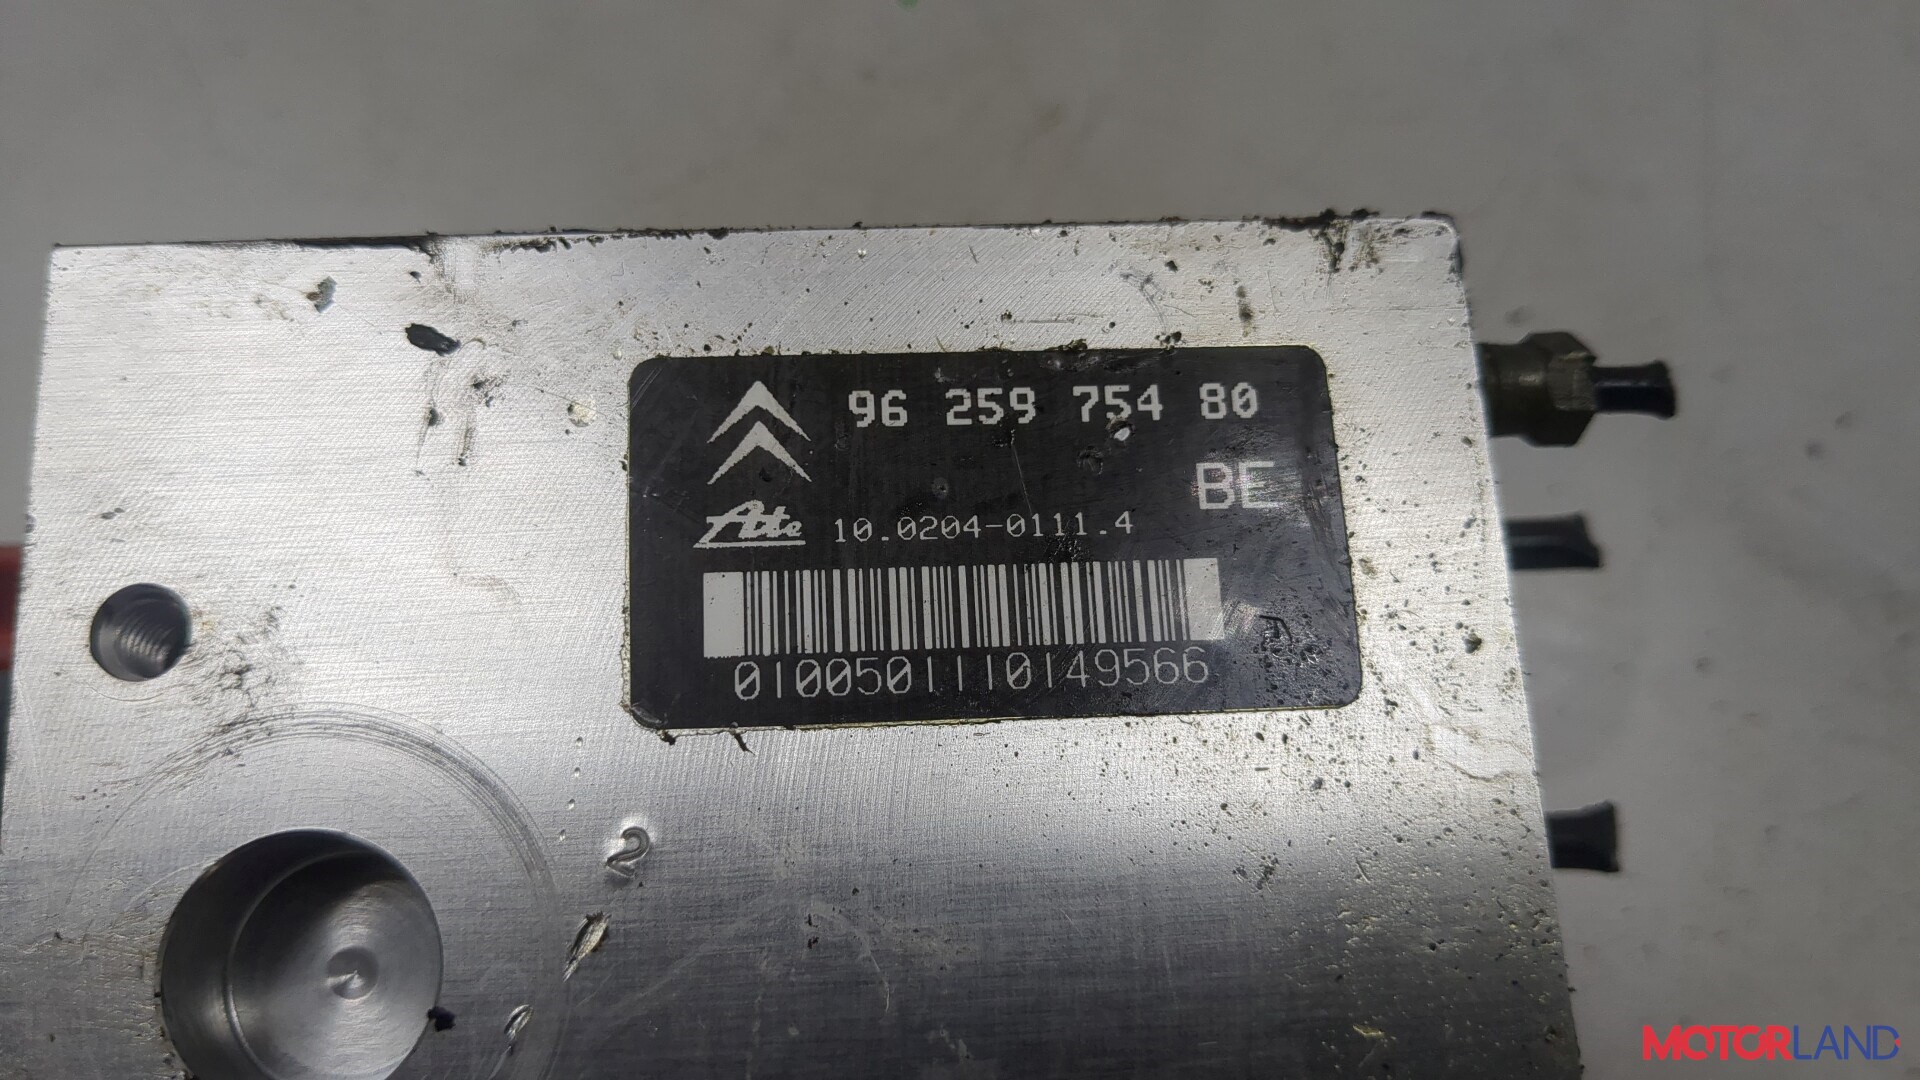 96 259 754 80
BE
Ate 10.0204-0111.4
0100501110149566
2
MOTORLAND